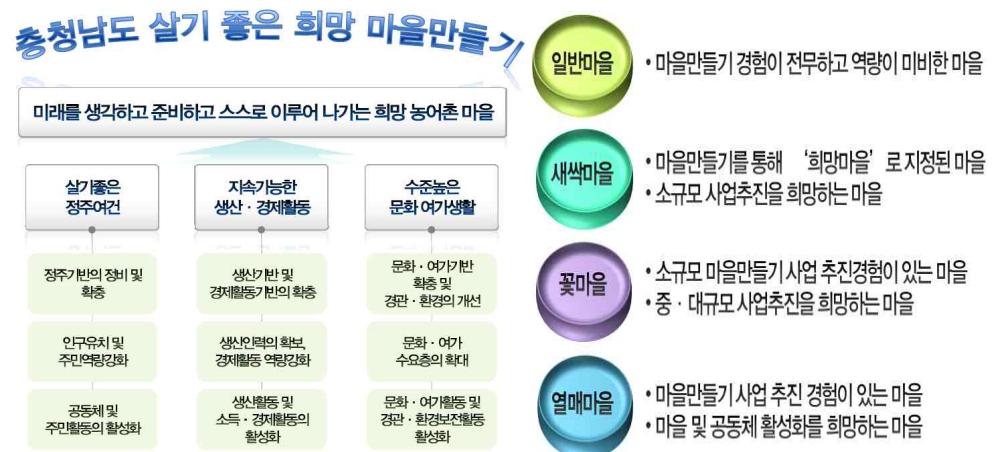 충청남도 살기 좋은 희망 마을만들기
미래를 생각하고 준비하고 스스로 이루어 나가는 희망 농어촌 마을
살기좋은
정주여건
정주기반의 정비 및
확충
인구유치 및
주민역량강화
공동체 및
주민활동의 활성화
지속가능한
생산 · 경제활동
생산기반 및
경제활동기반의 확충
생산인력의 확보,
경제활동 역량강화
생산활동 및
소득 · 경제활동의
활성화
수준높은
문화 여가생활
문화 · 여가기반
확충 및
경관 · 환경의 개선
문화 · 여가
수요층의 확대
문화 · 여가활동 및
경관 · 환경보전활동
활성화
일반마을
• 마을만들기 경험이 전무하고 역량이 미비한 마을
새싹마을
• 마을만들기를 통해 ‘희망마을’ 로 지정된 마을
• 소규모 사업추진을 희망하는 마을
꽃마을
• 소규모 마을만들기 사업 추진경험이 있는 마을
• 중 · 대규모 사업추진을 희망하는 마을
열매마을
• 마을만들기 사업 추진 경험이 있는 마을
• 마을 및 공동체 활성화를 희망하는 마을